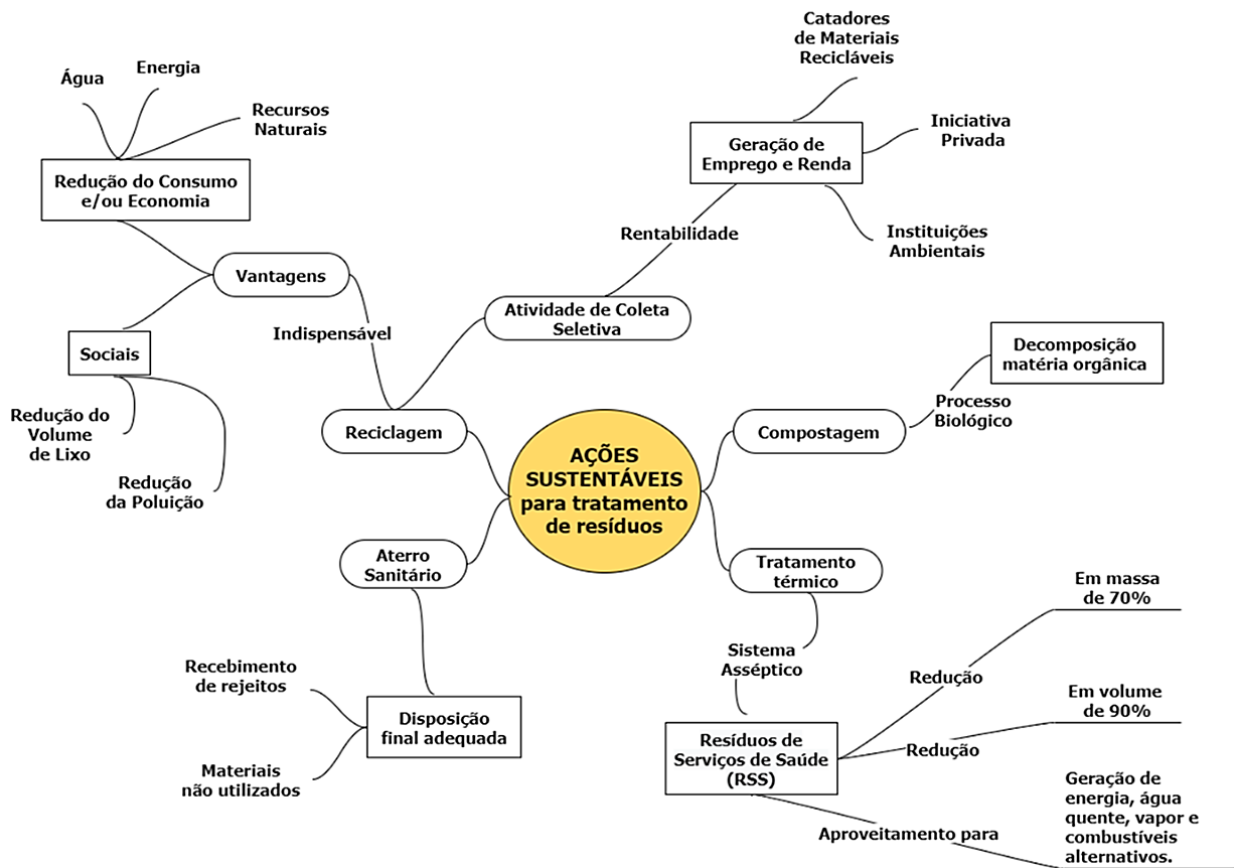 Catadores
de Materiais
Recicláveis
Água
Energia
Recursos
Naturais
Iniciativa
Privada
Geração de
Emprego e Renda
Redução do Consumo
e/ou Economia
Rentabilidade
Instituições
Ambientais
Vantagens
Indispensável
Atividade de Coleta
Seletiva
Sociais
Decomposição
matéria orgânica
Redução do
Volume
de Lixo
Redução
da Poluição
Reciclagem
AÇÕES
SUSTENTÁVEIS
para tratamento
de resíduos
Compostagem
Processo
Biológico
Aterro
Sanitário
Tratamento
térmico
Em massa
de 70%
Recebimento
de rejeitos
Sistema
Asséptico
Redução
Disposição
final adequada
Em volume
de 90%
Redução
Resíduos de
Serviços de Saúde
(RSS)
Materiais
não utilizados
Aproveitamento para
Geração de
energia, água
quente, vapor e
combustíveis
alternativos.